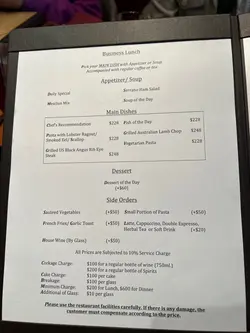 Business Lunch
Pick your MAIN DISH with Appetizer or Soup
Accompanied with regular coffee or tea
Appetizer/ Soup
Daily Special
Serrano Ham Salad
Mexican Mix
Soup of the Day
Main Dishes
Chef's Recommendation $228
Fish of the Day $228
Pasta with Lobster Ragout/ $228
Smoked Eel/ Scallop
Grilled Australian Lamb Chop $248
Vegetarian Pasta $228
Grilled US Black Angus Rib Eye $248
Steak
Dessert
Dessert of the Day
(+$60)
Side Orders
Sauteed Vegetables (+$50)
Small Portion of Pasta (+$50)
French Fries/ Garlic Toast (+$50)
Latte, Cappuccino, Double Espresso,
Herbal Tea or Soft Drink (+$20)
House Wine (By Glass) (+$50)
All Prices are Subjected to 10% Service Charge
Corkage Charge: $100 for a regular bottle of wine (750mL)
$200 for a regular bottle of Spirits
Cake Charge: $100 per cake
Breakage: $100 per glass
Minimum Charge: $200 for Lunch, $600 for Dinner
Additional of Glass: $10 per glass
Please use the restaurant facilities carefully. If there is any damage, the
customer must compensate according to the price.